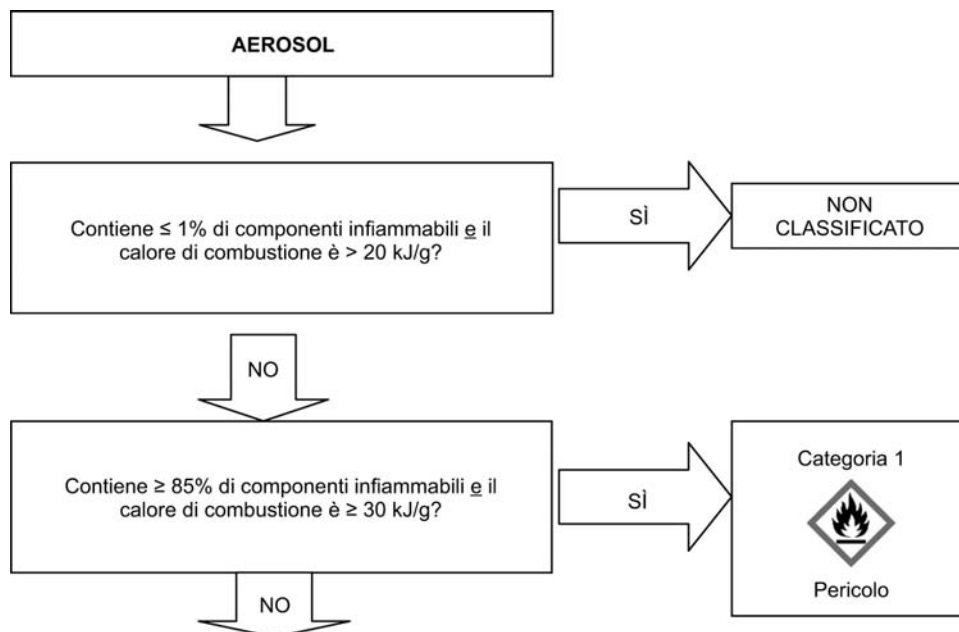 AEROSOL
Contiene ≤ 1% di componenti infiammabili e il
calore di combustione è > 20 kJ/g?
SÌ
NON
CLASSIFICATO
NO
Contiene ≥ 85% di componenti infiammabili e il
calore di combustione è ≥ 30 kJ/g?
SÌ
Categoria 1
Pericolo
NO